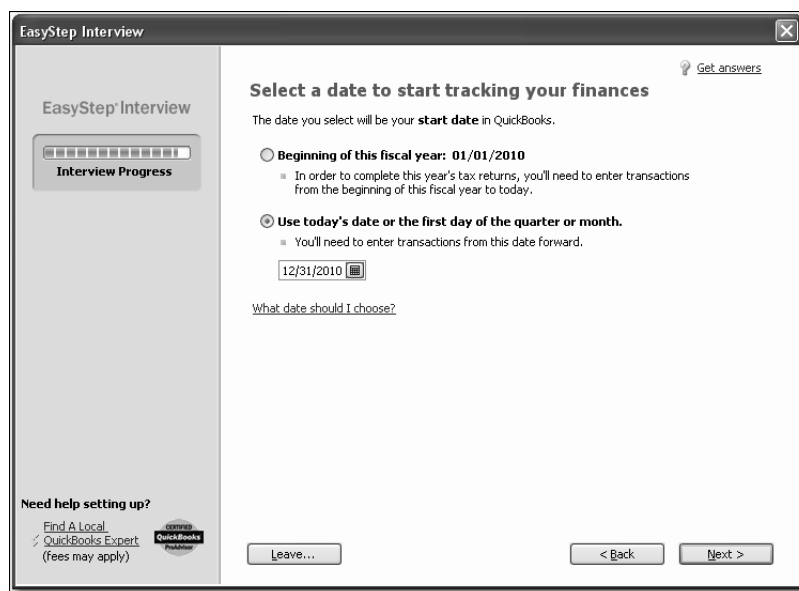 EasyStep Interview
Get answers
EasyStep Interview
Interview Progress
Select a date to start tracking your finances
The date you select will be your start date in QuickBooks.
Beginning of this fiscal year: 01/01/2010
In order to complete this year's tax returns, you'll need to enter transactions
from the beginning of this fiscal year to today.
Use today's date or the first day of the quarter or month.
You'll need to enter transactions from this date forward.
12/31/2010
What date should I choose?
Need help setting up?
Find A Local
QuickBooks Expert
(fees may apply)
CERTIFIED
QuickBooks
ProAdvisor
Leave...
< Back
Next >